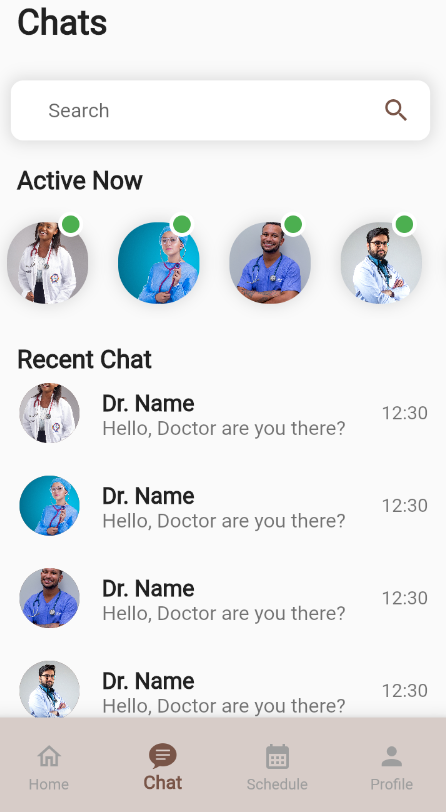 Chats
Search
Active Now
Recent Chat
Dr. Name
Hello, Doctor are you there?
12:30
Dr. Name
Hello, Doctor are you there?
12:30
Dr. Name
Hello, Doctor are you there?
12:30
Dr. Name
Hello, Doctor are you there?
12:30
Home
Chat
Schedule
Profile